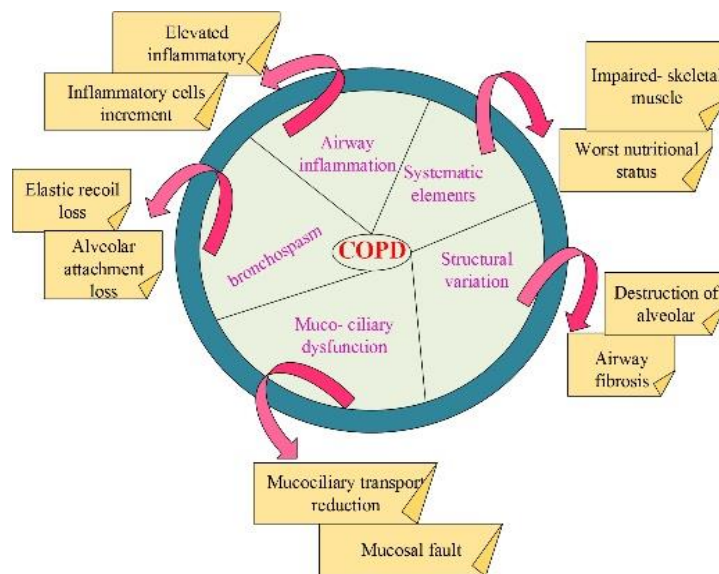 Elevated
inflammatory
Inflammatory cells
increment
Impaired- skeletal
muscle
Worst nutritional
status
Airway
inflammation
Systematic
elements
Elastic recoil
loss
Alveolar
attachment
loss
bronchospasm
COPD
Structural
variation
Muco- ciliary
dysfunction
Destruction of
alveolar
Airway
fibrosis
Mucociliary transport
reduction
Mucosal fault